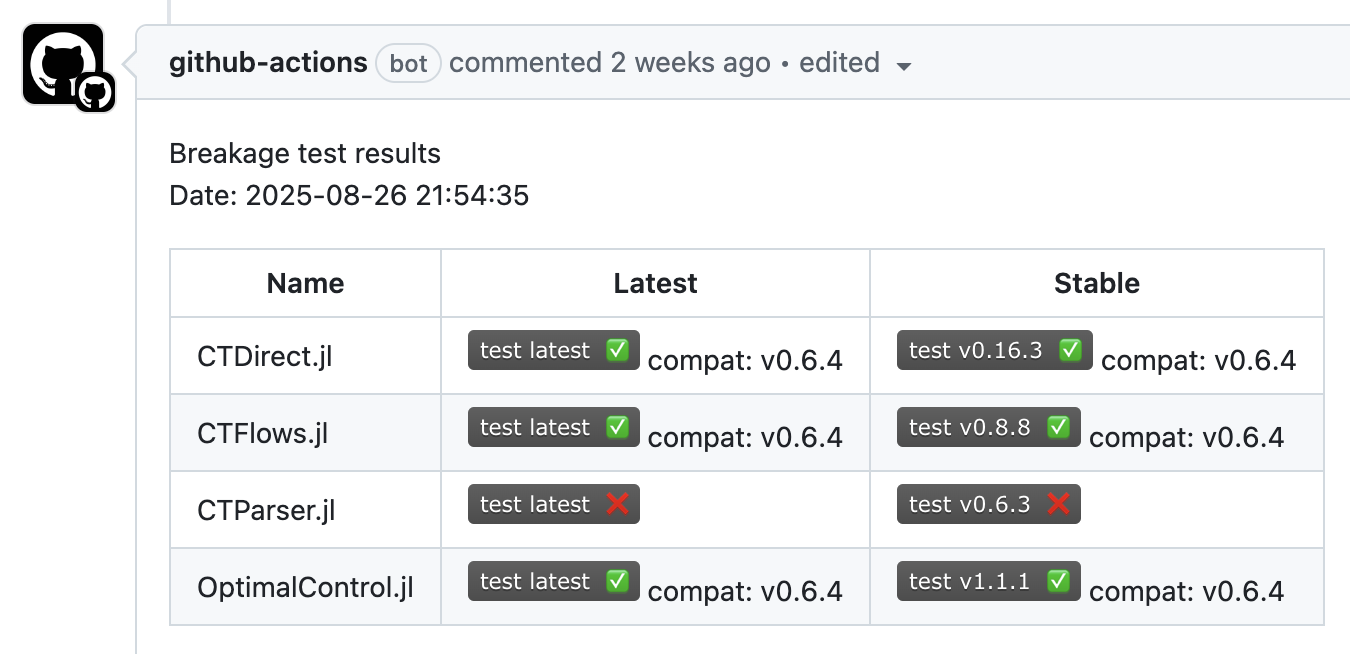 github-actions bot commented 2 weeks ago • edited
Breakage test results
Date: 2025-08-26 21:54:35
Name Latest Stable
CTDirect.jl test latest ✅ compat: v0.6.4 test v0.16.3 ✅ compat: v0.6.4
CTFlows.jl test latest ✅ compat: v0.6.4 test v0.8.8 ✅ compat: v0.6.4
CTParser.jl test latest ❌ test v0.6.3 ❌
OptimalControl.jl test latest ✅ compat: v0.6.4 test v1.1.1 ✅ compat: v0.6.4